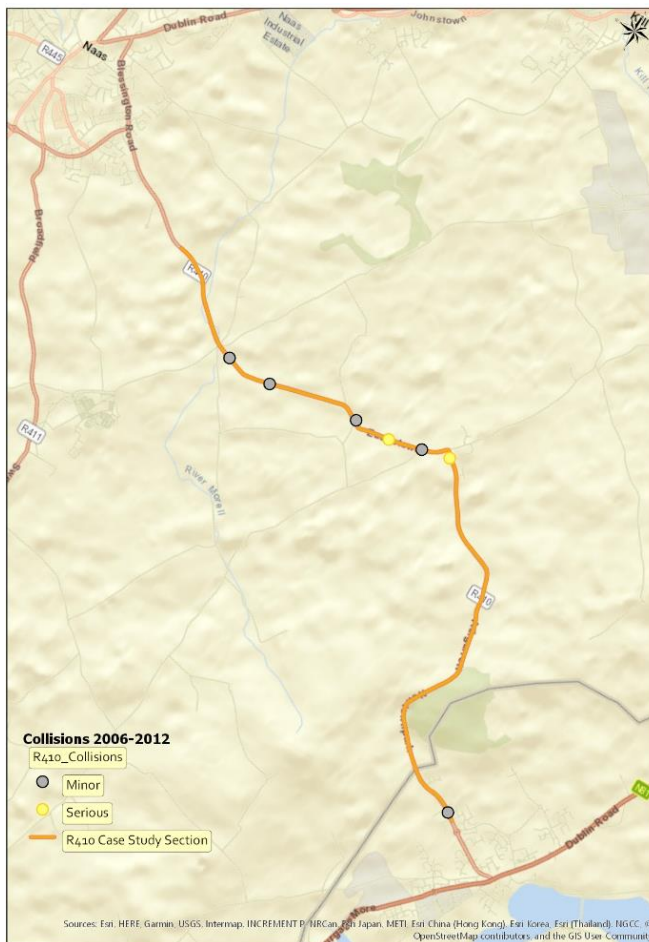 Dublin Road
Johnstown
Kill
Naas
Industrial
Estate
R445
Naas
Blessington Road
Broadfield
R410
R411
River Morell
R410
Collisions 2006-2012
R410_Collisions
Minor
Serious
R410 Case Study Section
Dublin Road
Sources: Esri, HERE, Garmin, USGS, Intermap, INCREMENT P, NRCan, Esri Japan, METI, Esri China (Hong Kong), Esri Korea, Esri (Thailand), NGCC, ©
OpenStreetMap contributors, and the GIS User Communit